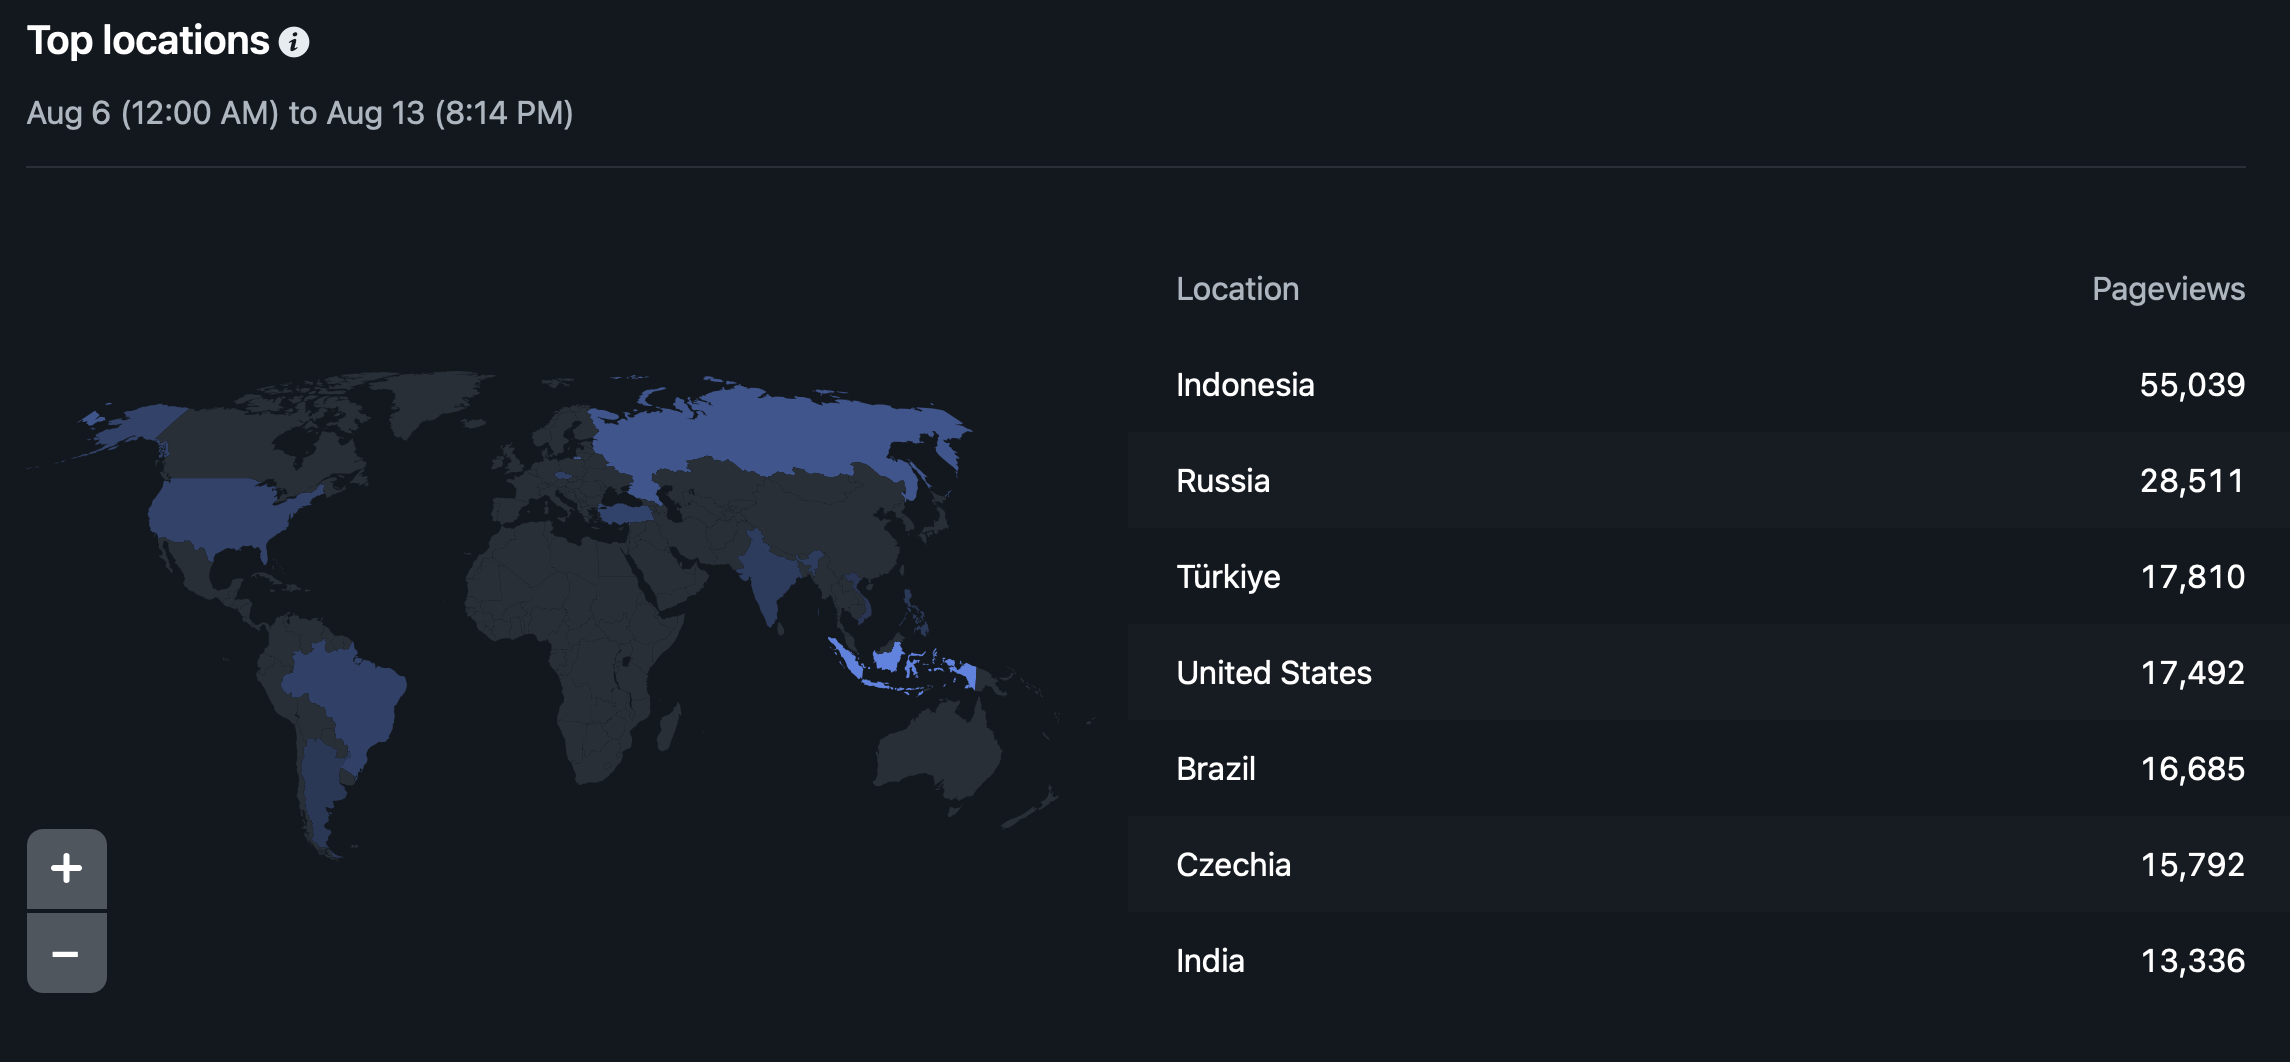 Top locations
Aug 6 (12:00 AM) to Aug 13 (8:14 PM)
Location Pageviews
Indonesia 55,039
Russia 28,511
Türkiye 17,810
United States 17,492
Brazil 16,685
Czechia 15,792
India 13,336